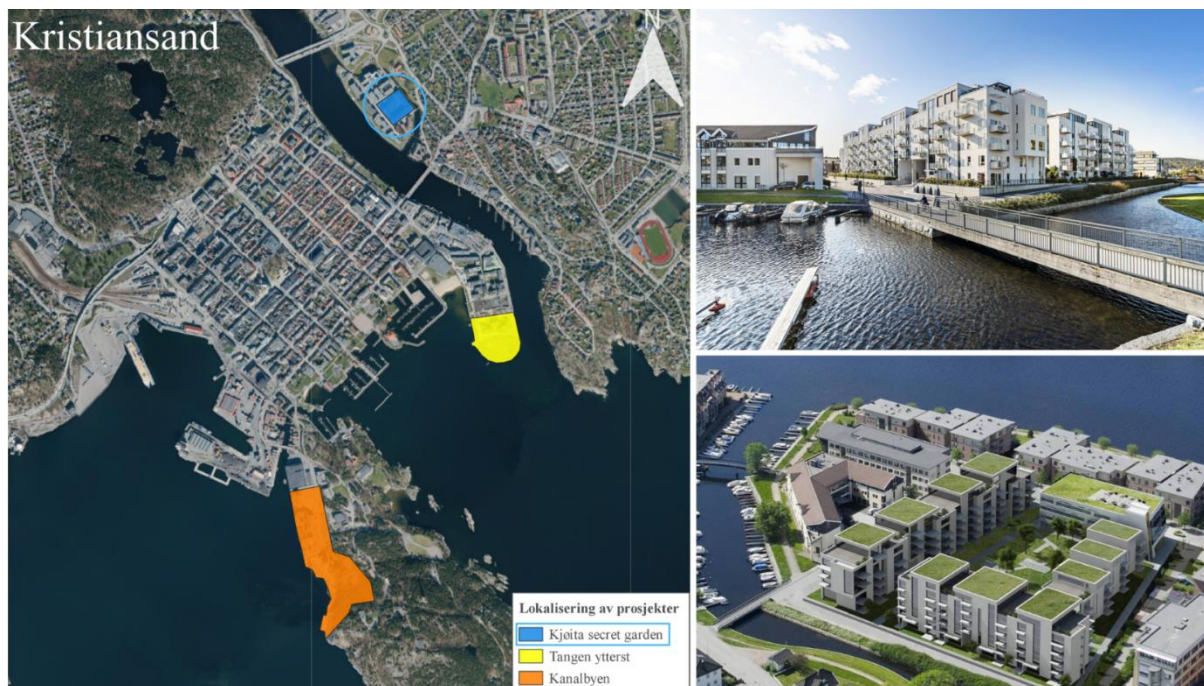 Kristiansand
N
Lokalisering av prosjekter
Kjøita secret garden
Tangen ytterst
Kanalbyen